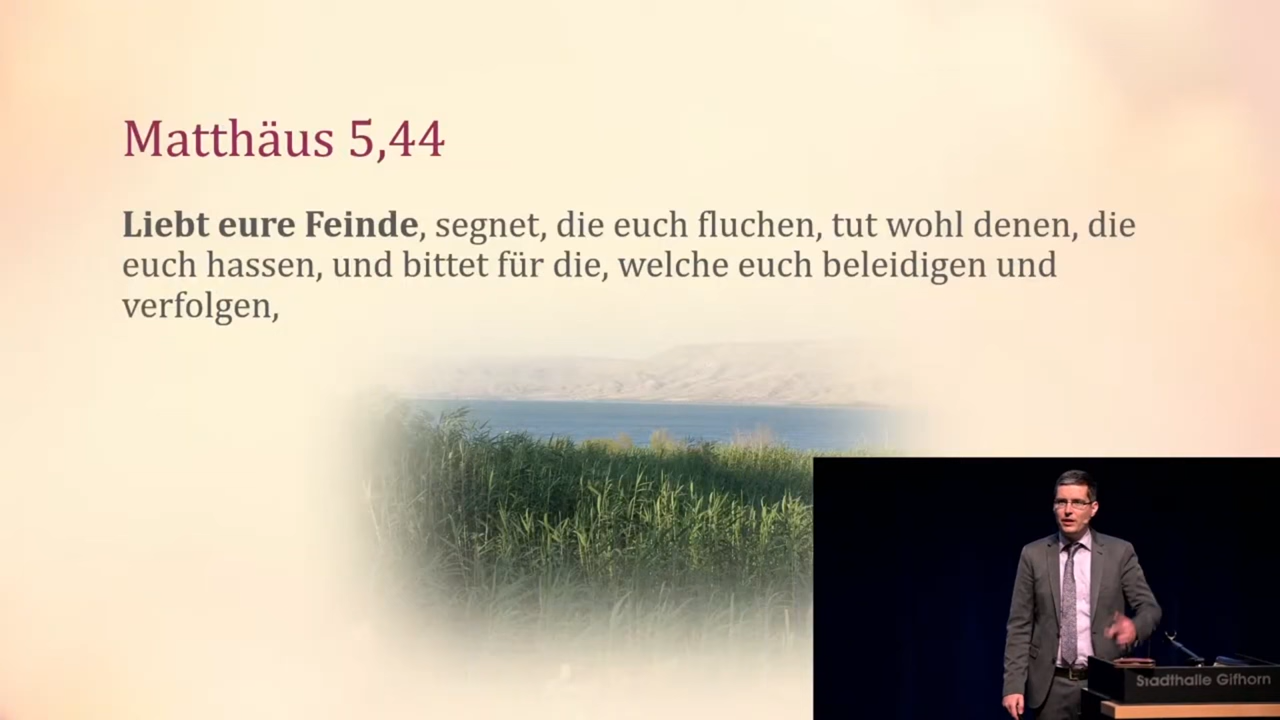 Matthäus 5,44
Liebt eure Feinde, segnet, die euch fluchen, tut wohl denen, die
euch hassen, und bittet für die, welche euch beleidigen und
verfolgen,
Stadthalle Gifhorn